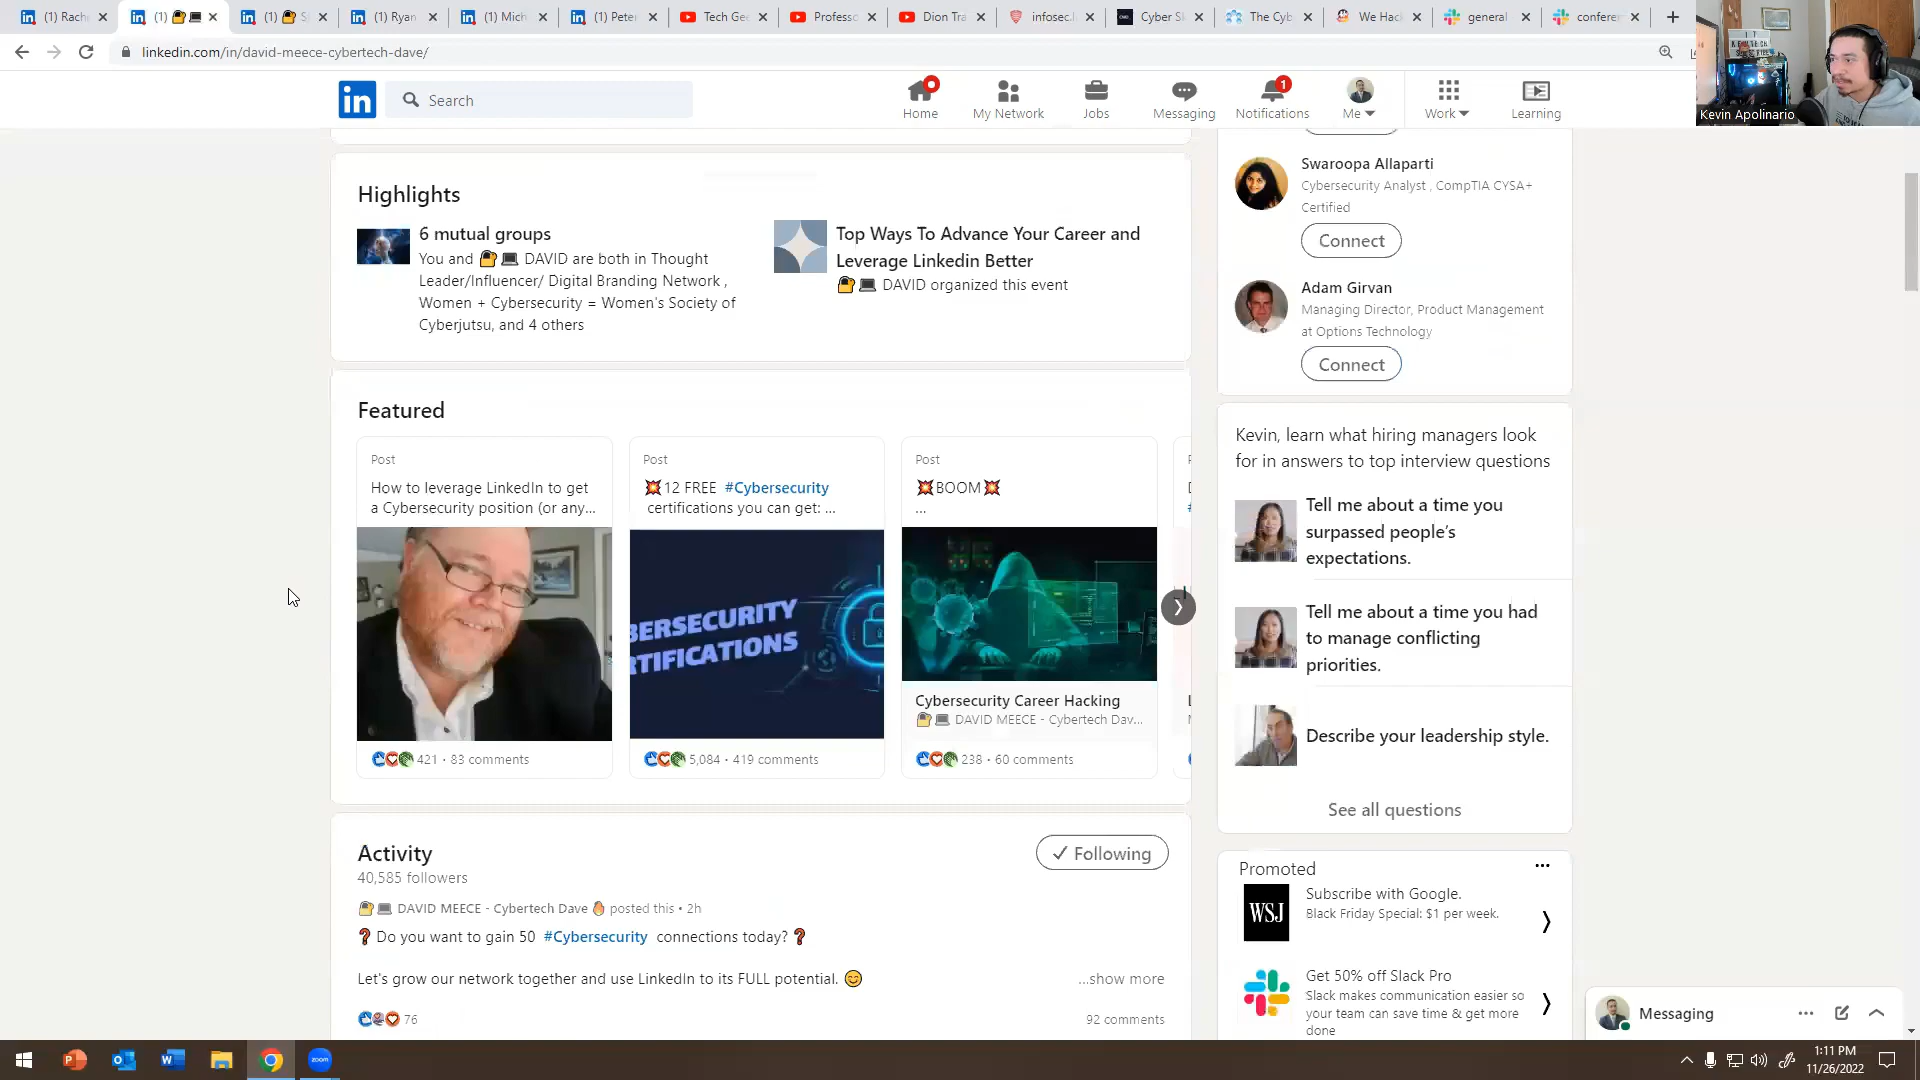 (1) Rach
(1)
(1)
(1) Ryan
(1) Mich
(1) Pete
Tech Ge
Profess
Dion Tra
infosec.
Cyber S
The Cyb
We Hac
general
confere
linkedin.com/in/david-meece-cybertech-dave/
Kevin Apolinario
in
Search
Home
My Network
Jobs
Messaging
1
Notifications
Me
Work
Learning
Highlights
6 mutual groups
You and DAVID are both in Thought
Leader/Influencer/ Digital Branding Network ,
Women + Cybersecurity = Women's Society of
Cyberjutsu, and 4 others
Top Ways To Advance Your Career and
Leverage Linkedin Better
DAVID organized this event
Swaroopa Allaparti
Cybersecurity Analyst , CompTIA CYSA+
Certified
Connect
Adam Girvan
Managing Director, Product Management
at Options Technology
Connect
Featured
Post
How to leverage LinkedIn to get
a Cybersecurity position (or any...
421 · 83 comments
Post
💥12 FREE #Cybersecurity
certifications you can get: ...
BERSECURITY
RTIFICATIONS
5,084 · 419 comments
Post
💥BOOM💥
...
Cybersecurity Career Hacking
DAVID MEECE - Cybertech Dav...
238 · 60 comments
Kevin, learn what hiring managers look
for in answers to top interview questions
Tell me about a time you
surpassed people's
expectations.
Tell me about a time you had
to manage conflicting
priorities.
Describe your leadership style.
See all questions
Activity
40,585 followers
Following
DAVID MEECE - Cybertech Dave posted this • 2h
❓ Do you want to gain 50 #Cybersecurity connections today? ❓
Let's grow our network together and use LinkedIn to its FULL potential. 😊
...show more
76
92 comments
Promoted
WSJ
Subscribe with Google.
Black Friday Special: $1 per week.
Get 50% off Slack Pro
Slack makes communication easier so
your team can save time & get more
done
Messaging
zoom
1:11 PM
11/26/2022